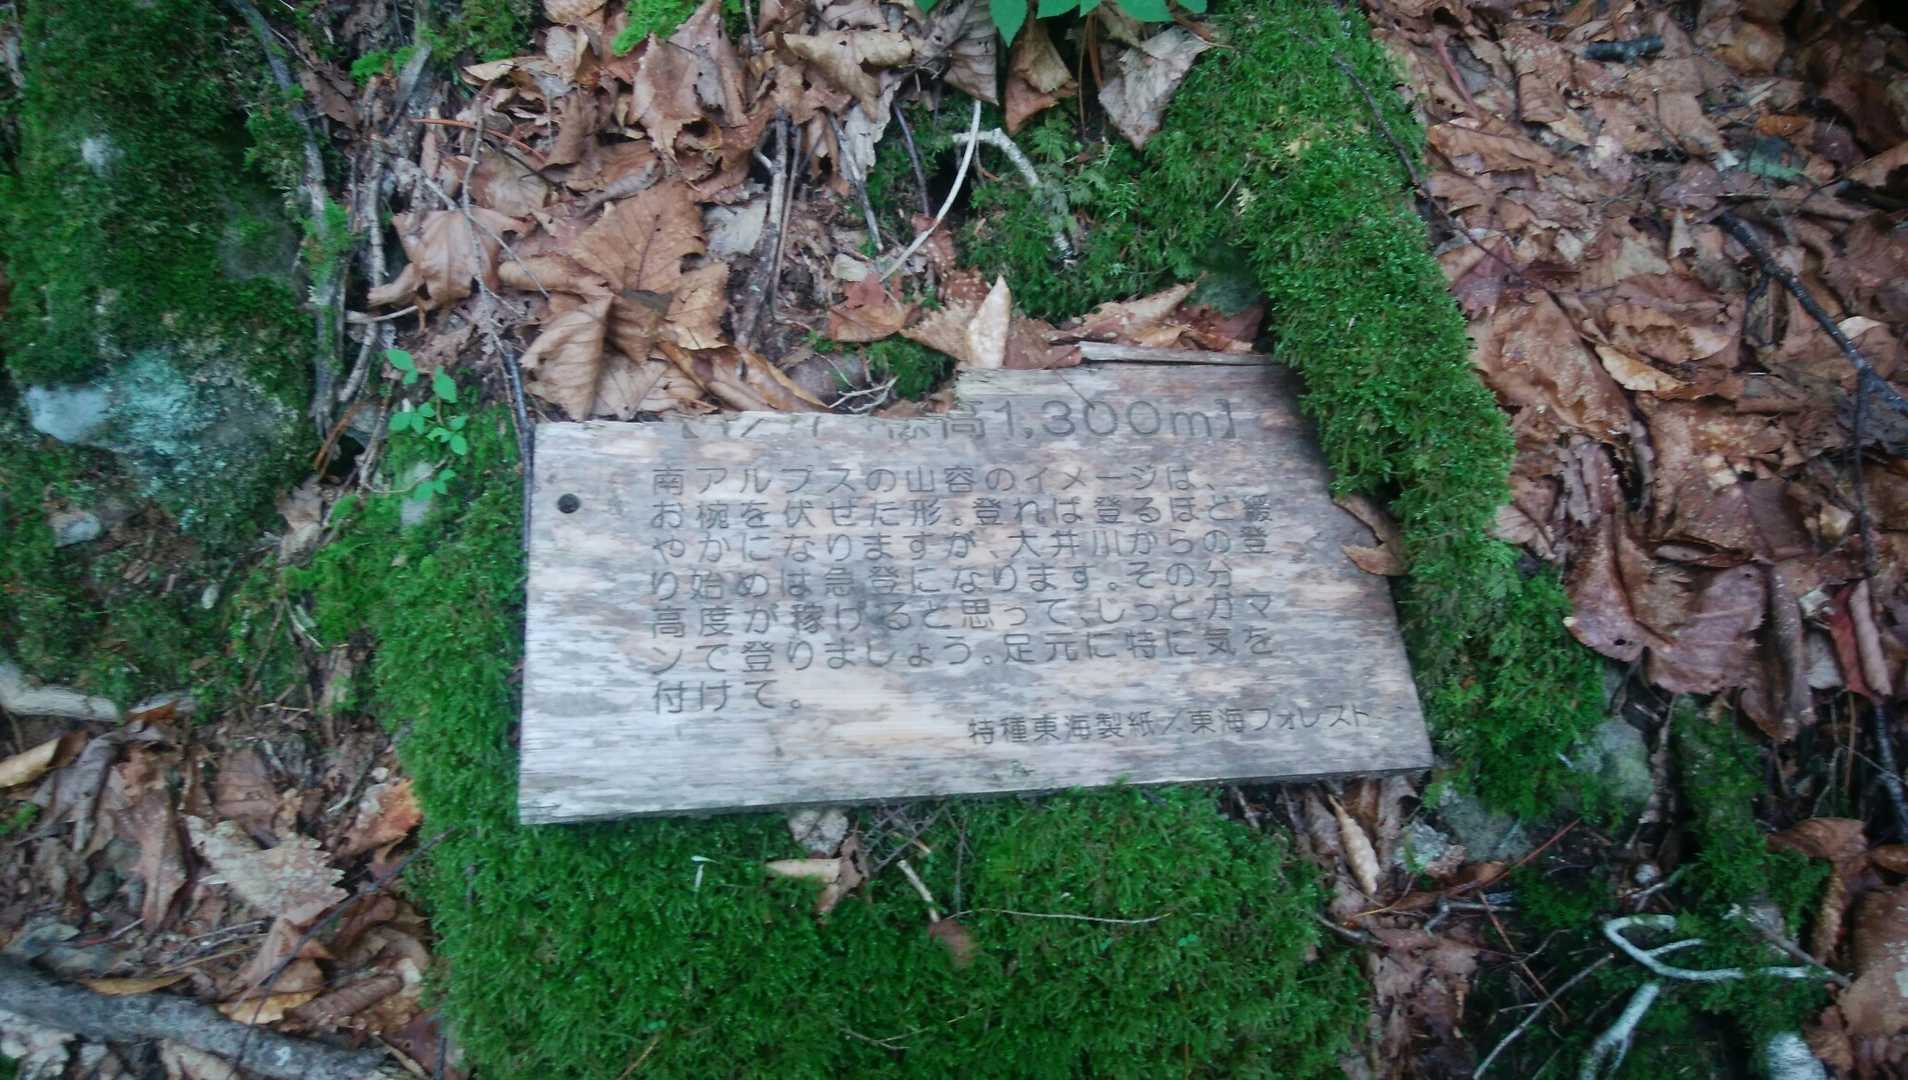 標高1,300m】
南アルプスの山容のイメージは、
お椀を伏せた形。登れば登るほど緩
やかになりますが、大井川からの登
り始めは急登になります。その分
高度が稼げると思って、じっとガマ
ンて登りましょう。足元に特に気を
付けて。
特種東海製紙／東海フォレスト